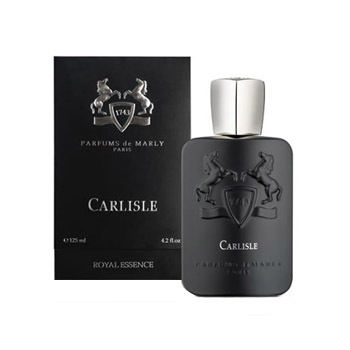 1743
PARFUMS de MARLY
PARIS
CARLISLE
℮ 125 ml 4.2 fl.oz
ROYAL ESSENCE
CARLISLE
PARFUMS de MARLY
PARIS